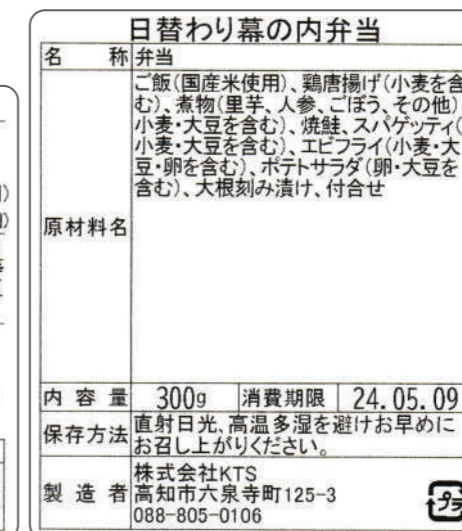 日替わり幕の内弁当
名称 弁当
原材料名 ご飯(国産米使用)、鶏唐揚げ(小麦を含
む)、煮物(里芋、人参、ごぼう、その他)
小麦・大豆を含む)、焼鮭、スパゲッティ(
小麦・大豆を含む)、エビフライ(小麦・大
豆・卵を含む)、ポテトサラダ(卵・大豆を
含む)、大根刻み漬け、付合せ
内容量 300g 消費期限 24.05.09
保存方法 直射日光、高温多湿を避けお早めに
お召し上がりください。
製造者 株式会社KTS
高知市六泉寺町125-3
088-805-0106
プラ